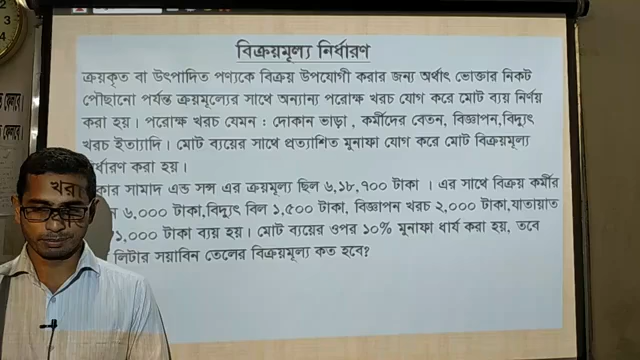 বিক্রয়মূল্য নির্ধারণ
ক্রয়কৃত বা উৎপাদিত পণ্যকে বিক্রয় উপযোগী করার জন্য অর্থাৎ ভোক্তার নিকট
পৌছানো পর্যন্ত ক্রয়মূল্যের সাথে অন্যান্য পরোক্ষ খরচ যোগ করে মোট ব্যয় নির্ণয়
করা হয়। পরোক্ষ খরচ যেমন : দোকান ভাড়া , কর্মীদের বেতন, বিজ্ঞাপন,বিদ্যুৎ
খরচ ইত্যাদি। মোট ব্যয়ের সাথে প্রত্যাশিত মুনাফা যোগ করে মোট বিক্রয়মূল্য
নির্ধারণ করা হয়।
কার সামাদ এন্ড সন্স এর ক্রয়মূল্য ছিল ৬,১৮,৭০০ টাকা । এর সাথে বিক্রয় কর্মীর
৬,০০০ টাকা,বিদ্যুৎ বিল ১,৫০০ টাকা, বিজ্ঞাপন খরচ ২,০০০ টাকা,যাতায়াত
১,০০০ টাকা ব্যয় হয়। মোট ব্যয়ের ওপর ১০% মুনাফা ধার্য করা হয়, তবে
লিটার সয়াবিন তেলের বিক্রয়মূল্য কত হবে?
খরা